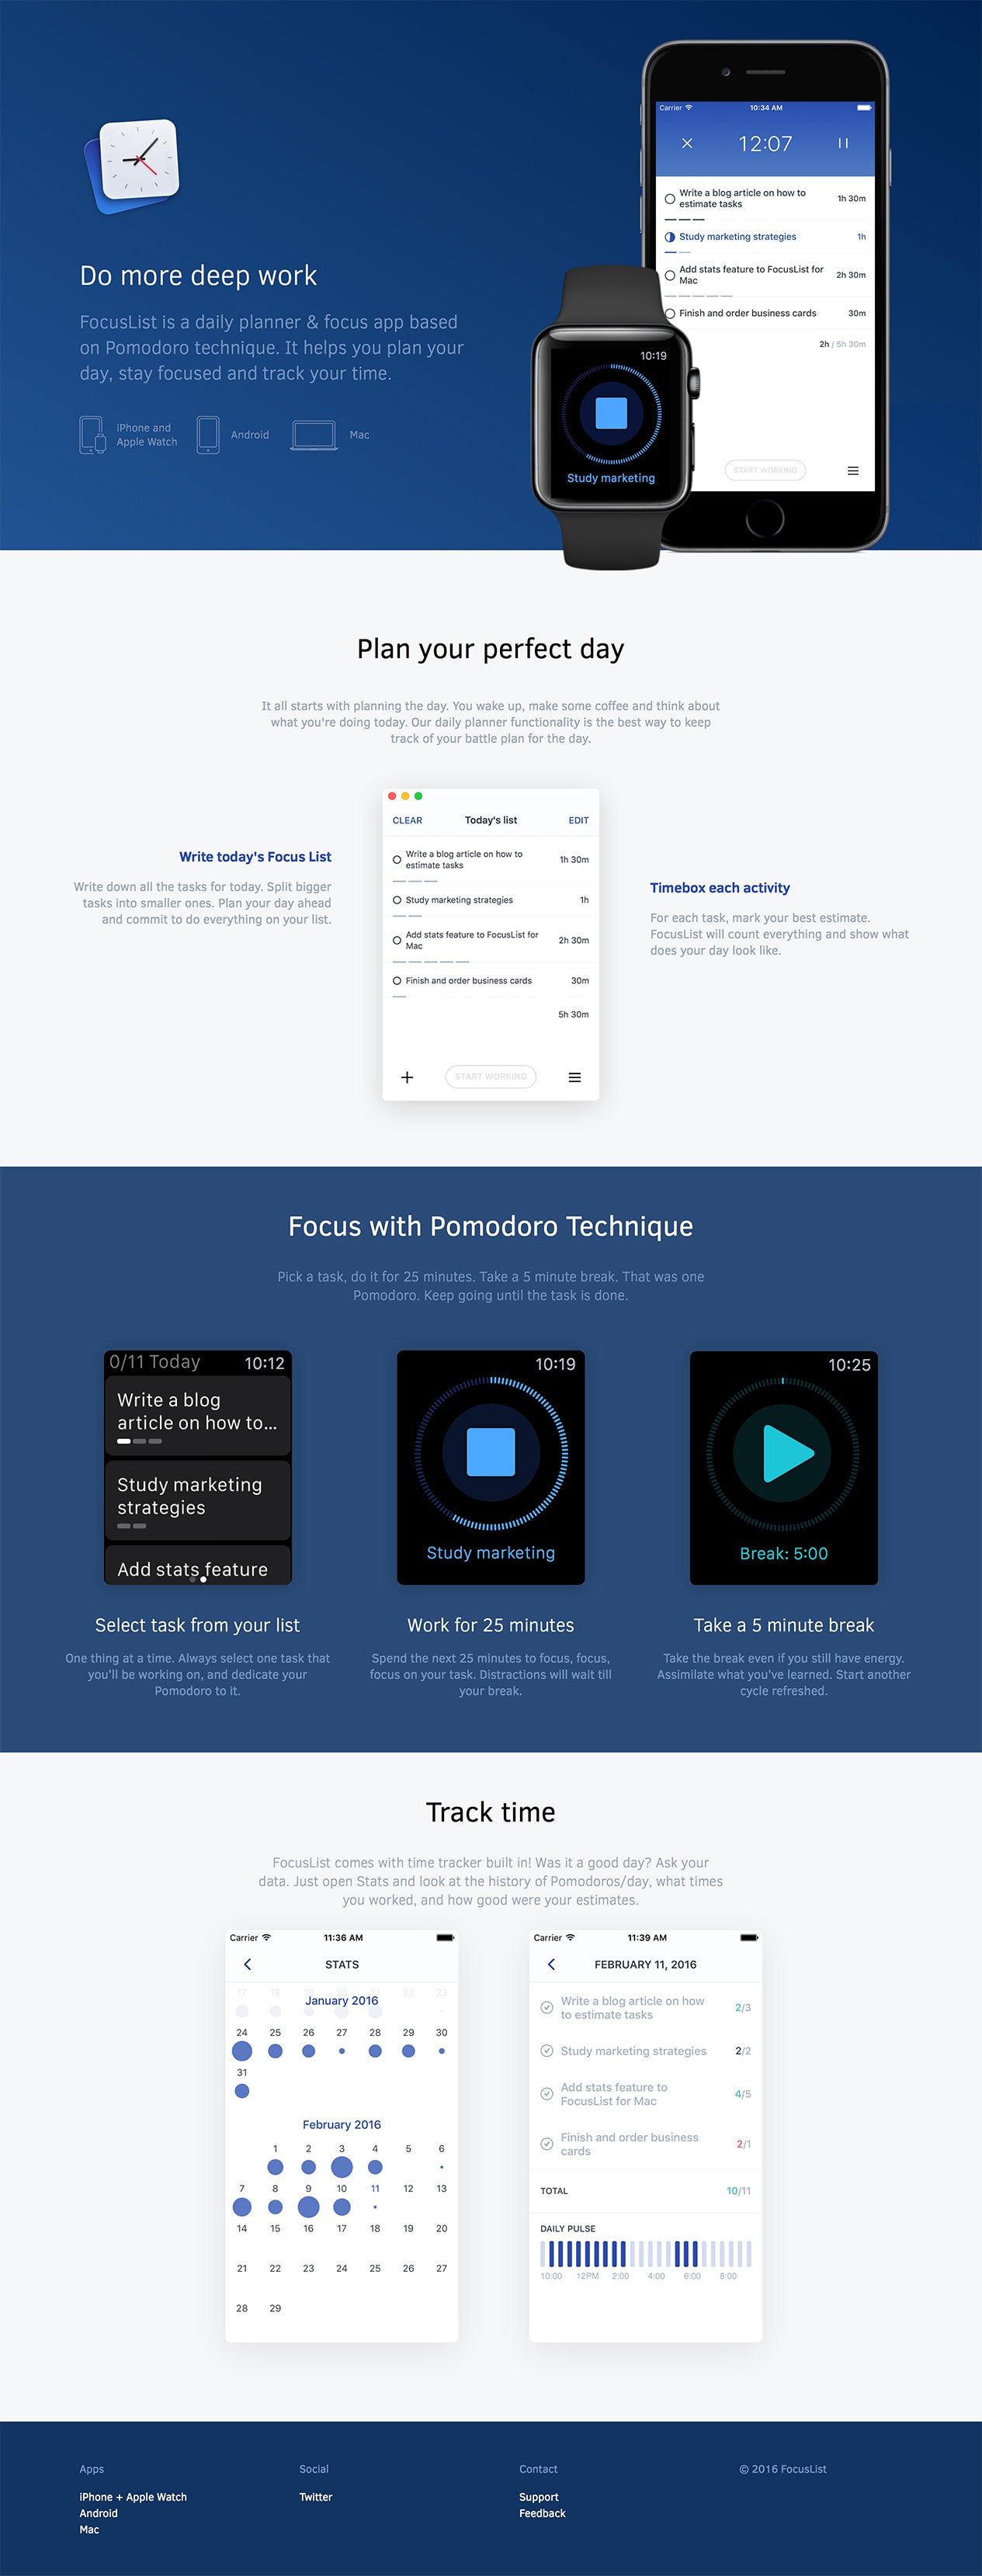 Carrier 10:34 AM
12:07
Write a blog article on how to
estimate tasks
1h 30m
Study marketing strategies 1h
Add stats feature to FocusList for
Mac
2h 30m
Finish and order business cards 30m
2h / 5h 30m
START WORKING
10:19
Study marketing
Do more deep work
FocusList is a daily planner & focus app based
on Pomodoro technique. It helps you plan your
day, stay focused and track your time.
iPhone and
Apple Watch
Android
Mac
Plan your perfect day
It all starts with planning the day. You wake up, make some coffee and think about
what you're doing today. Our daily planner functionality is the best way to keep
track of your battle plan for the day.
Write today's Focus List
Write down all the tasks for today. Split bigger
tasks into smaller ones. Plan your day ahead
and commit to do everything on your list.
CLEAR Today's list EDIT
Write a blog article on how to
estimate tasks
1h 30m
Study marketing strategies 1h
Add stats feature to FocusList for
Mac
2h 30m
Finish and order business cards 30m
5h 30m
START WORKING
Timebox each activity
For each task, mark your best estimate.
FocusList will count everything and show what
does your day look like.
Focus with Pomodoro Technique
Pick a task, do it for 25 minutes. Take a 5 minute break. That was one
Pomodoro. Keep going until the task is done.
0/11 Today 10:12
Write a blog
article on how to...
Study marketing
strategies
Add stats feature
Select task from your list
One thing at a time. Always select one task that
you'll be working on, and dedicate your
Pomodoro to it.
10:19
Study marketing
Work for 25 minutes
Spend the next 25 minutes to focus, focus,
focus on your task. Distractions will wait till
your break.
10:25
Break: 5:00
Take a 5 minute break
Take the break even if you still have energy.
Assimilate what you've learned. Start another
cycle refreshed.
Track time
FocusList comes with time tracker built in! Was it a good day? Ask your
data. Just open Stats and look at the history of Pomodoros/day, what times
you worked, and how good were your estimates.
Carrier 11:36 AM
STATS
17 18 22 23
January 2016
24 25 26 27 28 29 30
31
February 2016
1 2 3 4 5 6
7 8 9 10 11 12 13
14 15 16 17 18 19 20
21 22 23 24 25 26 27
28 29
Carrier 11:39 AM
FEBRUARY 11, 2016
Write a blog article on how
to estimate tasks
2/3
Study marketing strategies 2/2
Add stats feature to
FocusList for Mac
4/5
Finish and order business
cards
2/1
TOTAL 10/11
DAILY PULSE
10:00 12PM 2:00 4:00 6:00 8:00
Apps
iPhone + Apple Watch
Android
Mac
Social
Twitter
Contact
Support
Feedback
© 2016 FocusList